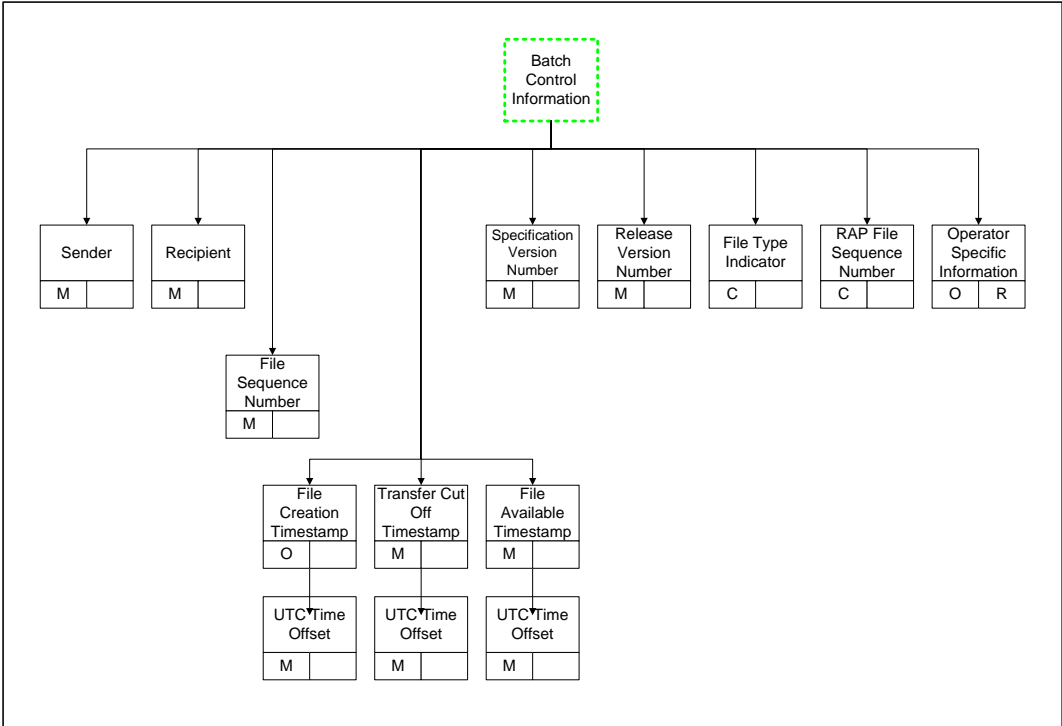 Batch
Control
Information
Sender
M
Recipient
M
Specification
Version
Number
M
Release
Version
Number
M
File Type
Indicator
C
RAP File
Sequence
Number
C
Operator
Specific
Information
O R
File
Sequence
Number
M
File
Creation
Timestamp
O
Transfer Cut
Off
Timestamp
M
File
Available
Timestamp
M
UTC Time
Offset
M
UTC Time
Offset
M
UTC Time
Offset
M